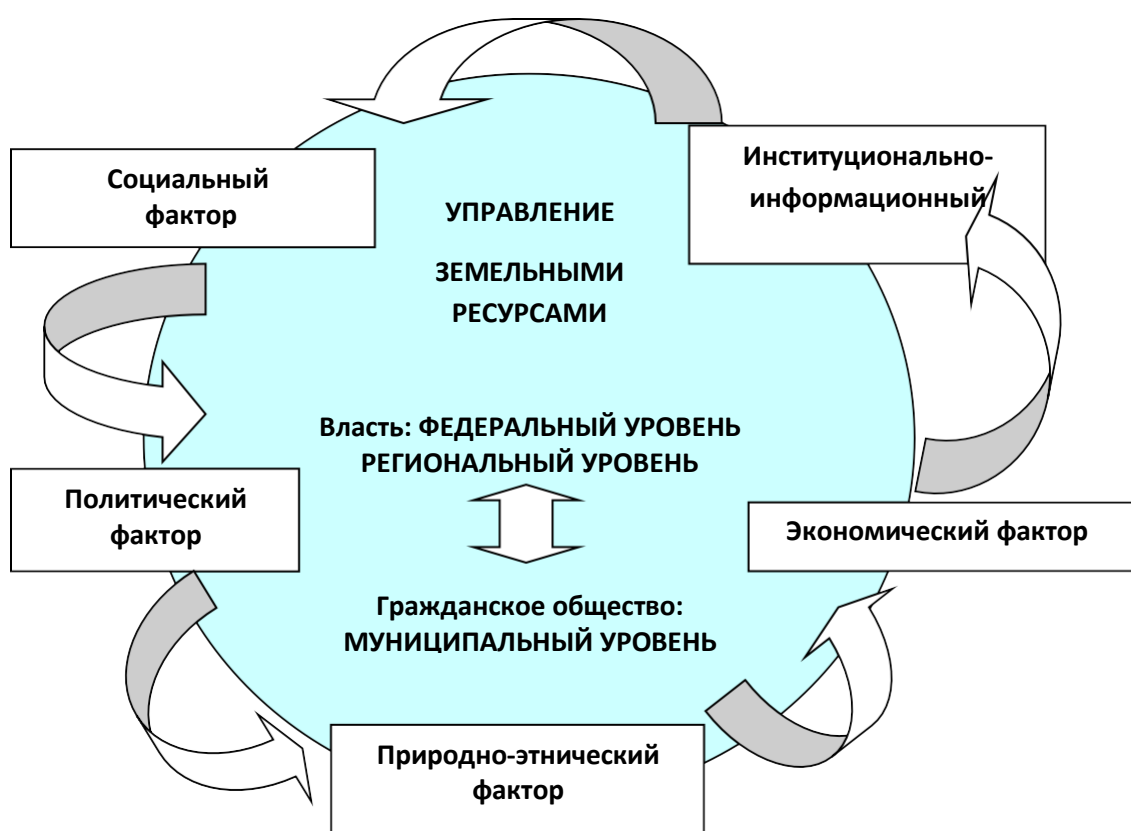 Социальный
фактор
Институционально-
информационный
УПРАВЛЕНИЕ
ЗЕМЕЛЬНЫМИ
РЕСУРСАМИ
Власть: ФЕДЕРАЛЬНЫЙ УРОВЕНЬ
РЕГИОНАЛЬНЫЙ УРОВЕНЬ
Политический
фактор
Экономический фактор
Гражданское общество:
МУНИЦИПАЛЬНЫЙ УРОВЕНЬ
Природно-этнический
фактор